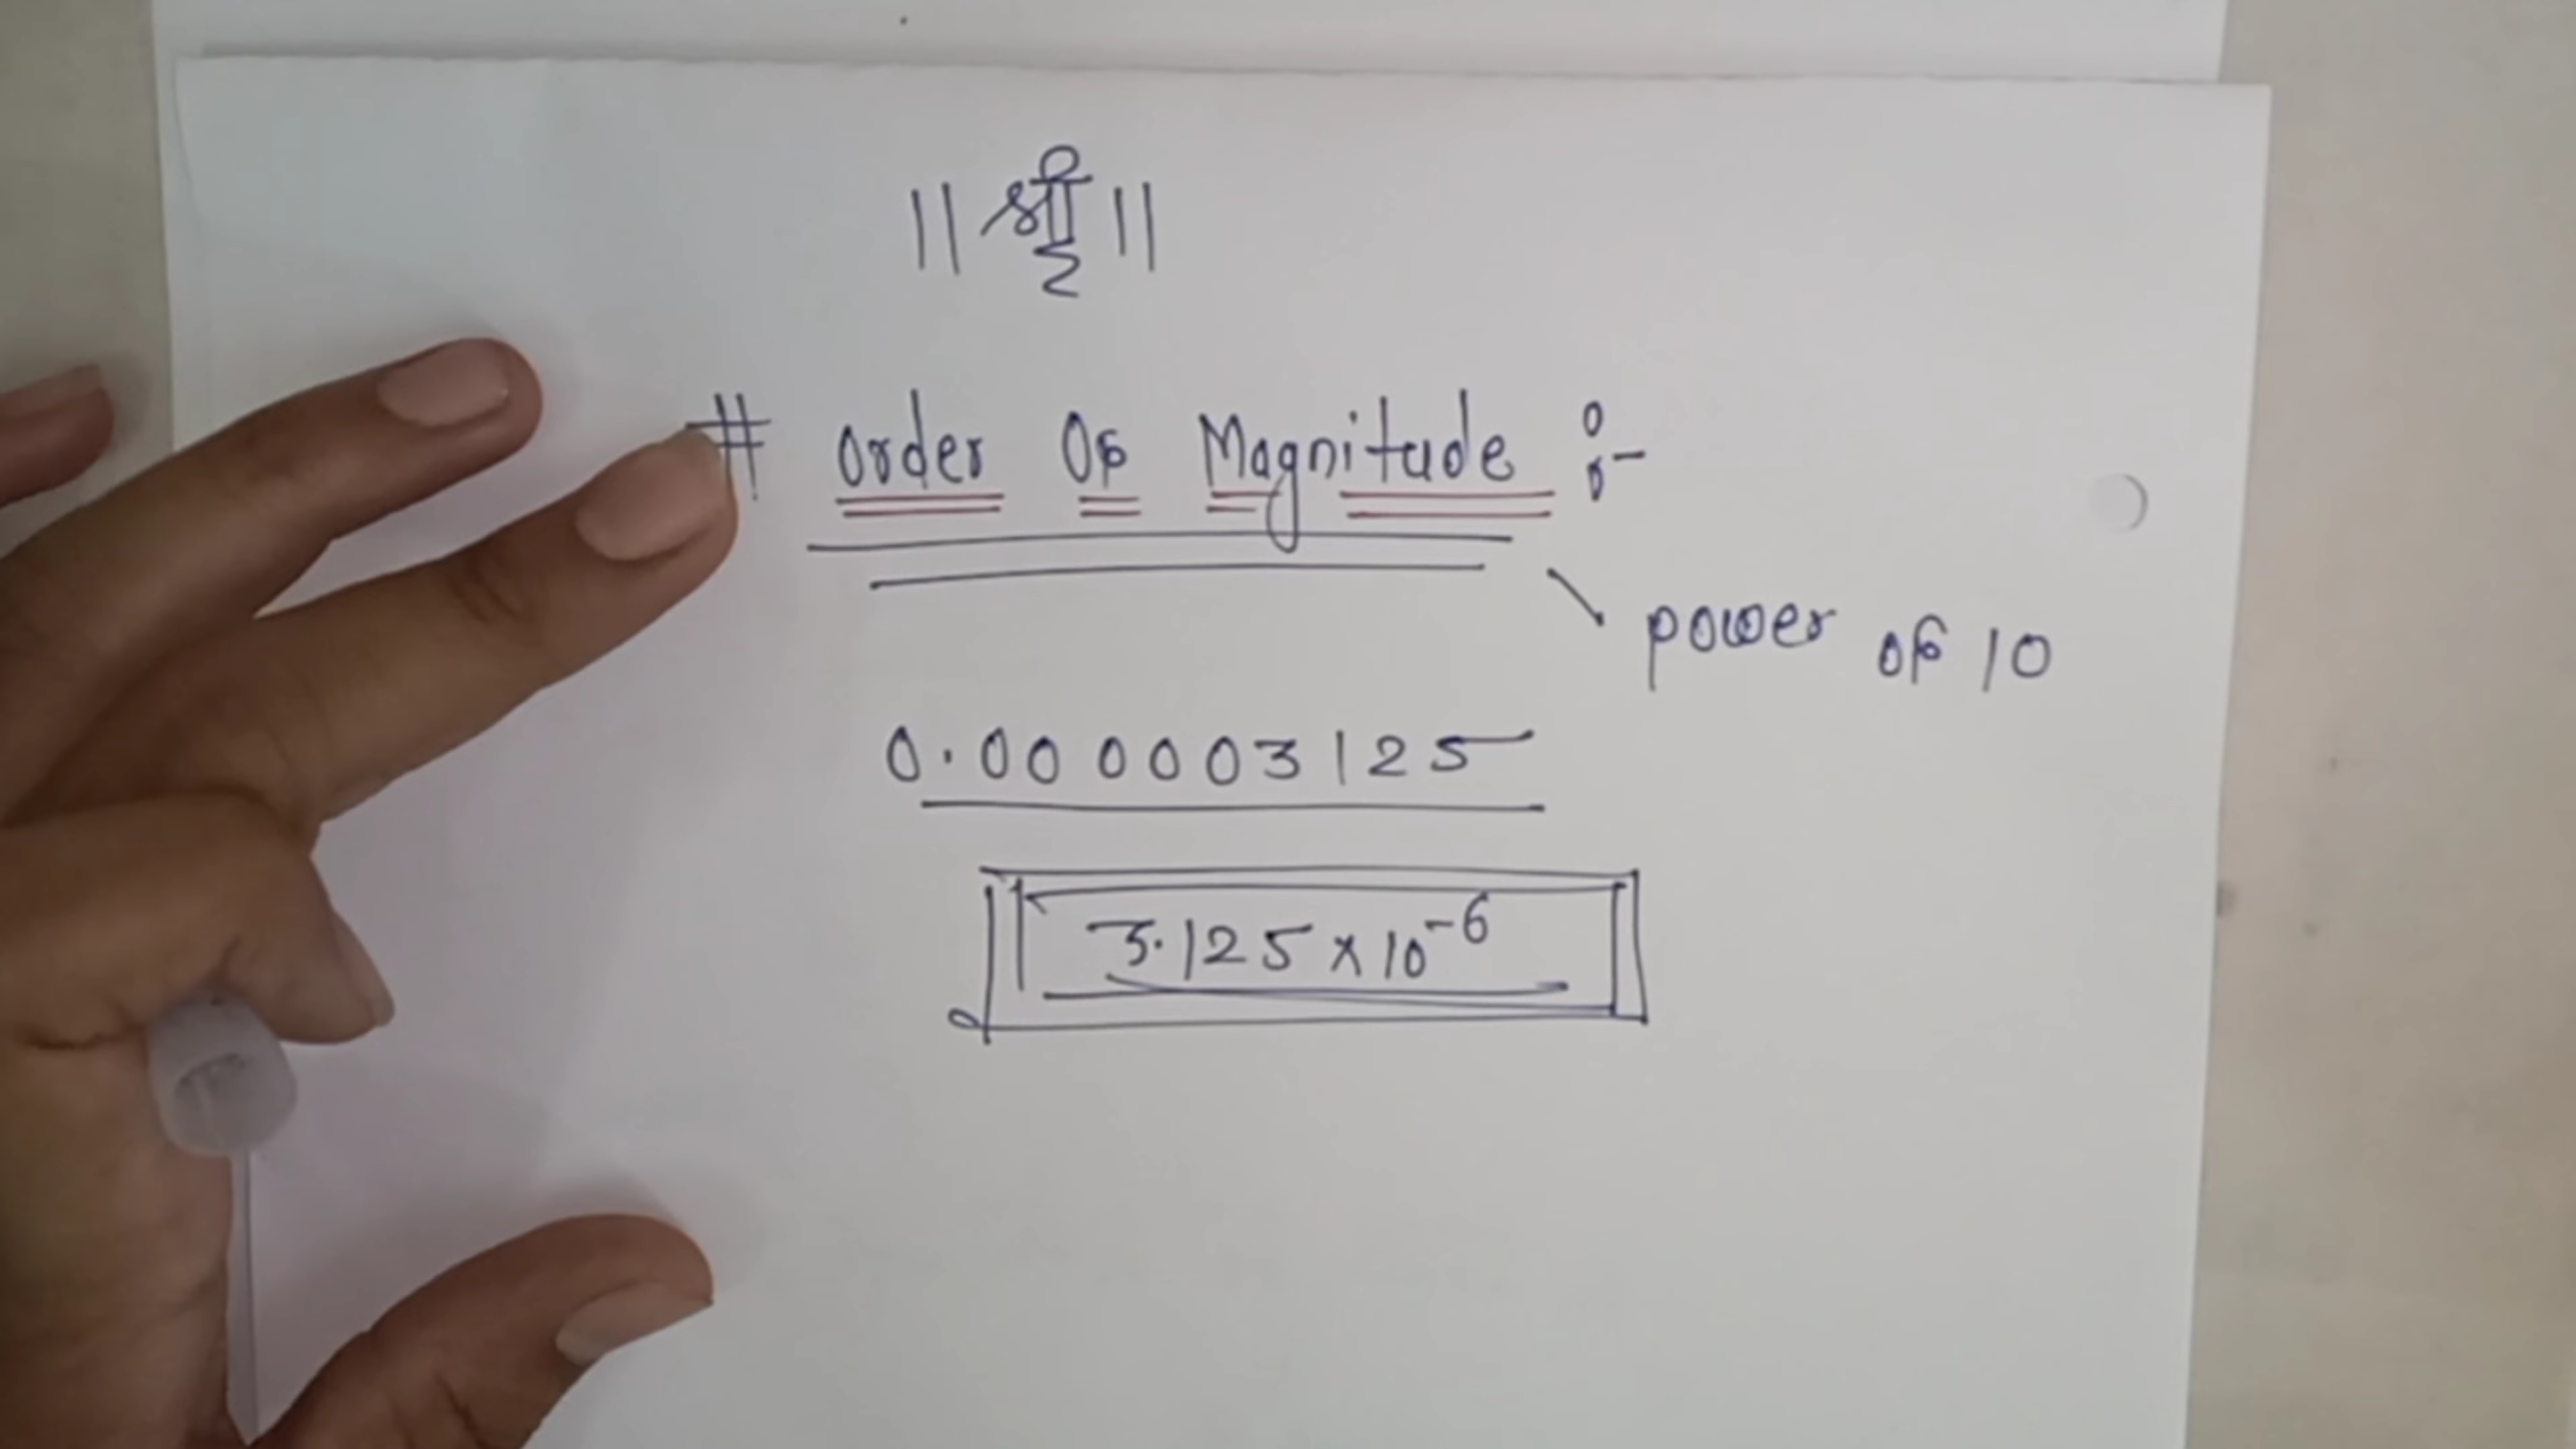 || श्री ||
# Order Of Magnitude :-
power of 10
0.000003125
3.125 x 10^-6